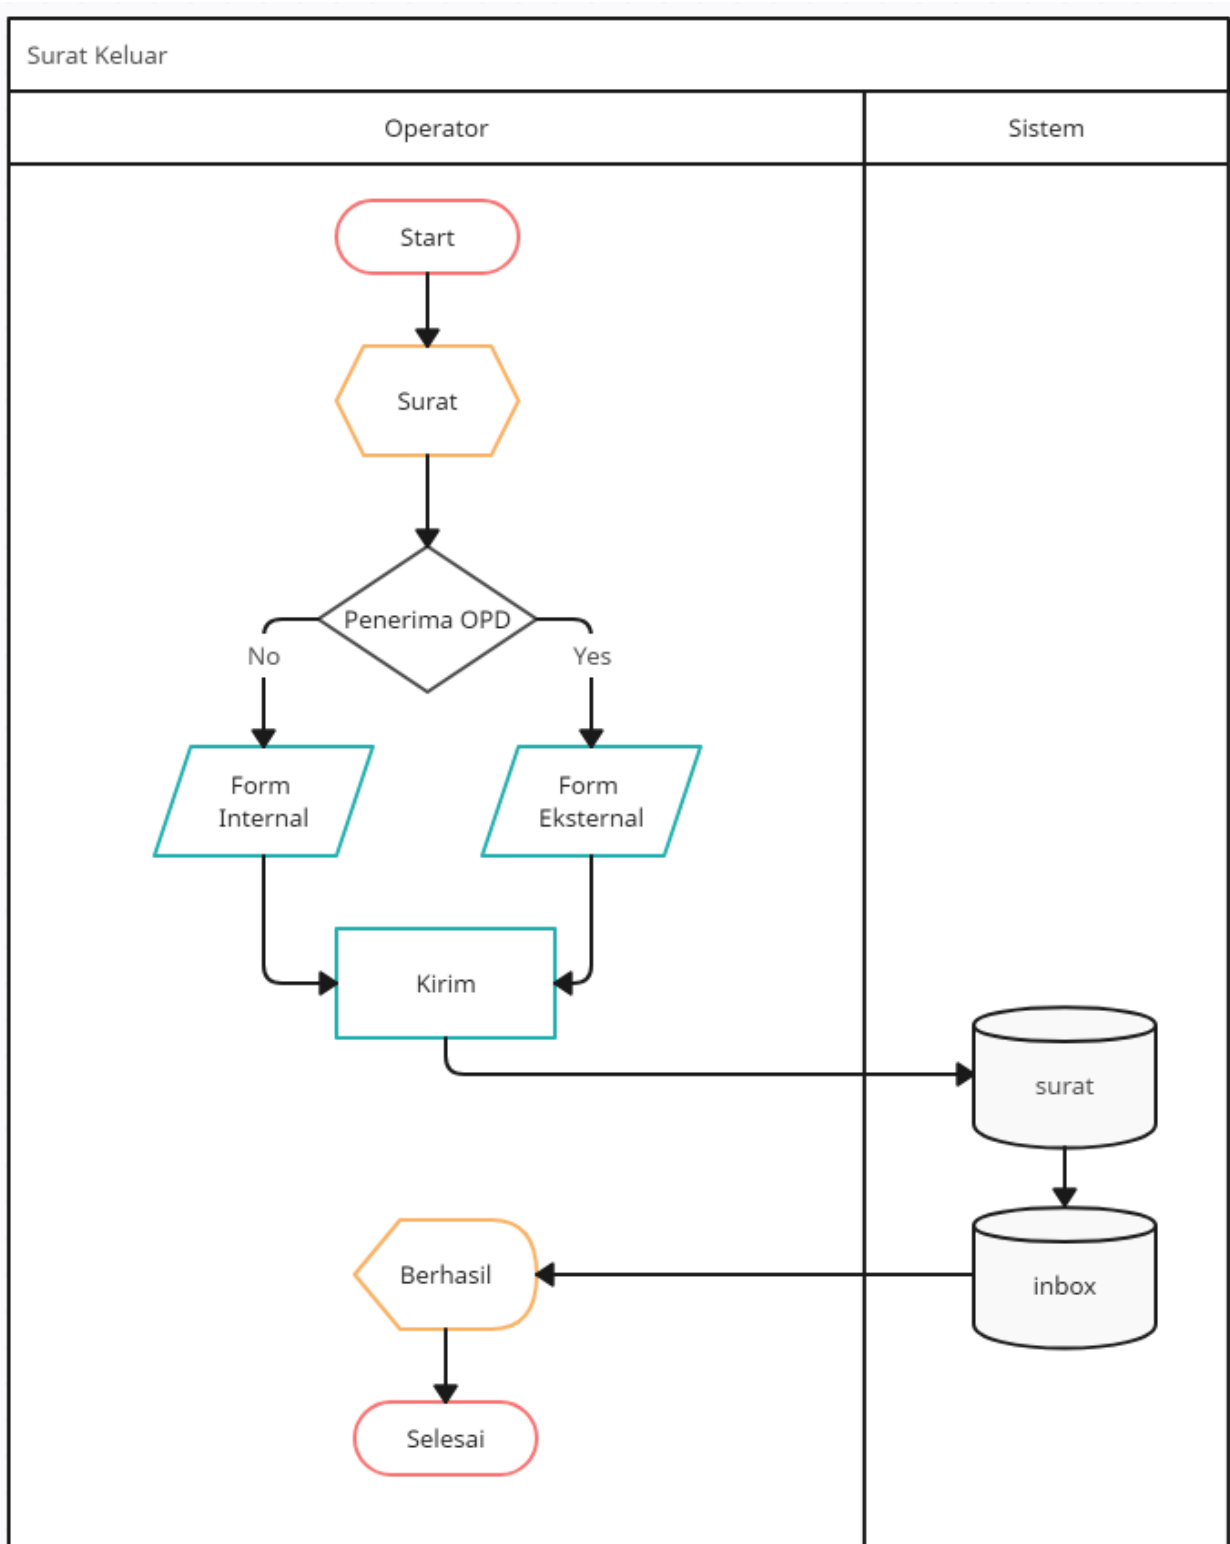 Surat Keluar
Operator
Sistem
Start
Surat
Penerima OPD
No
Yes
Form
Internal
Form
Eksternal
Kirim
surat
Berhasil
inbox
Selesai